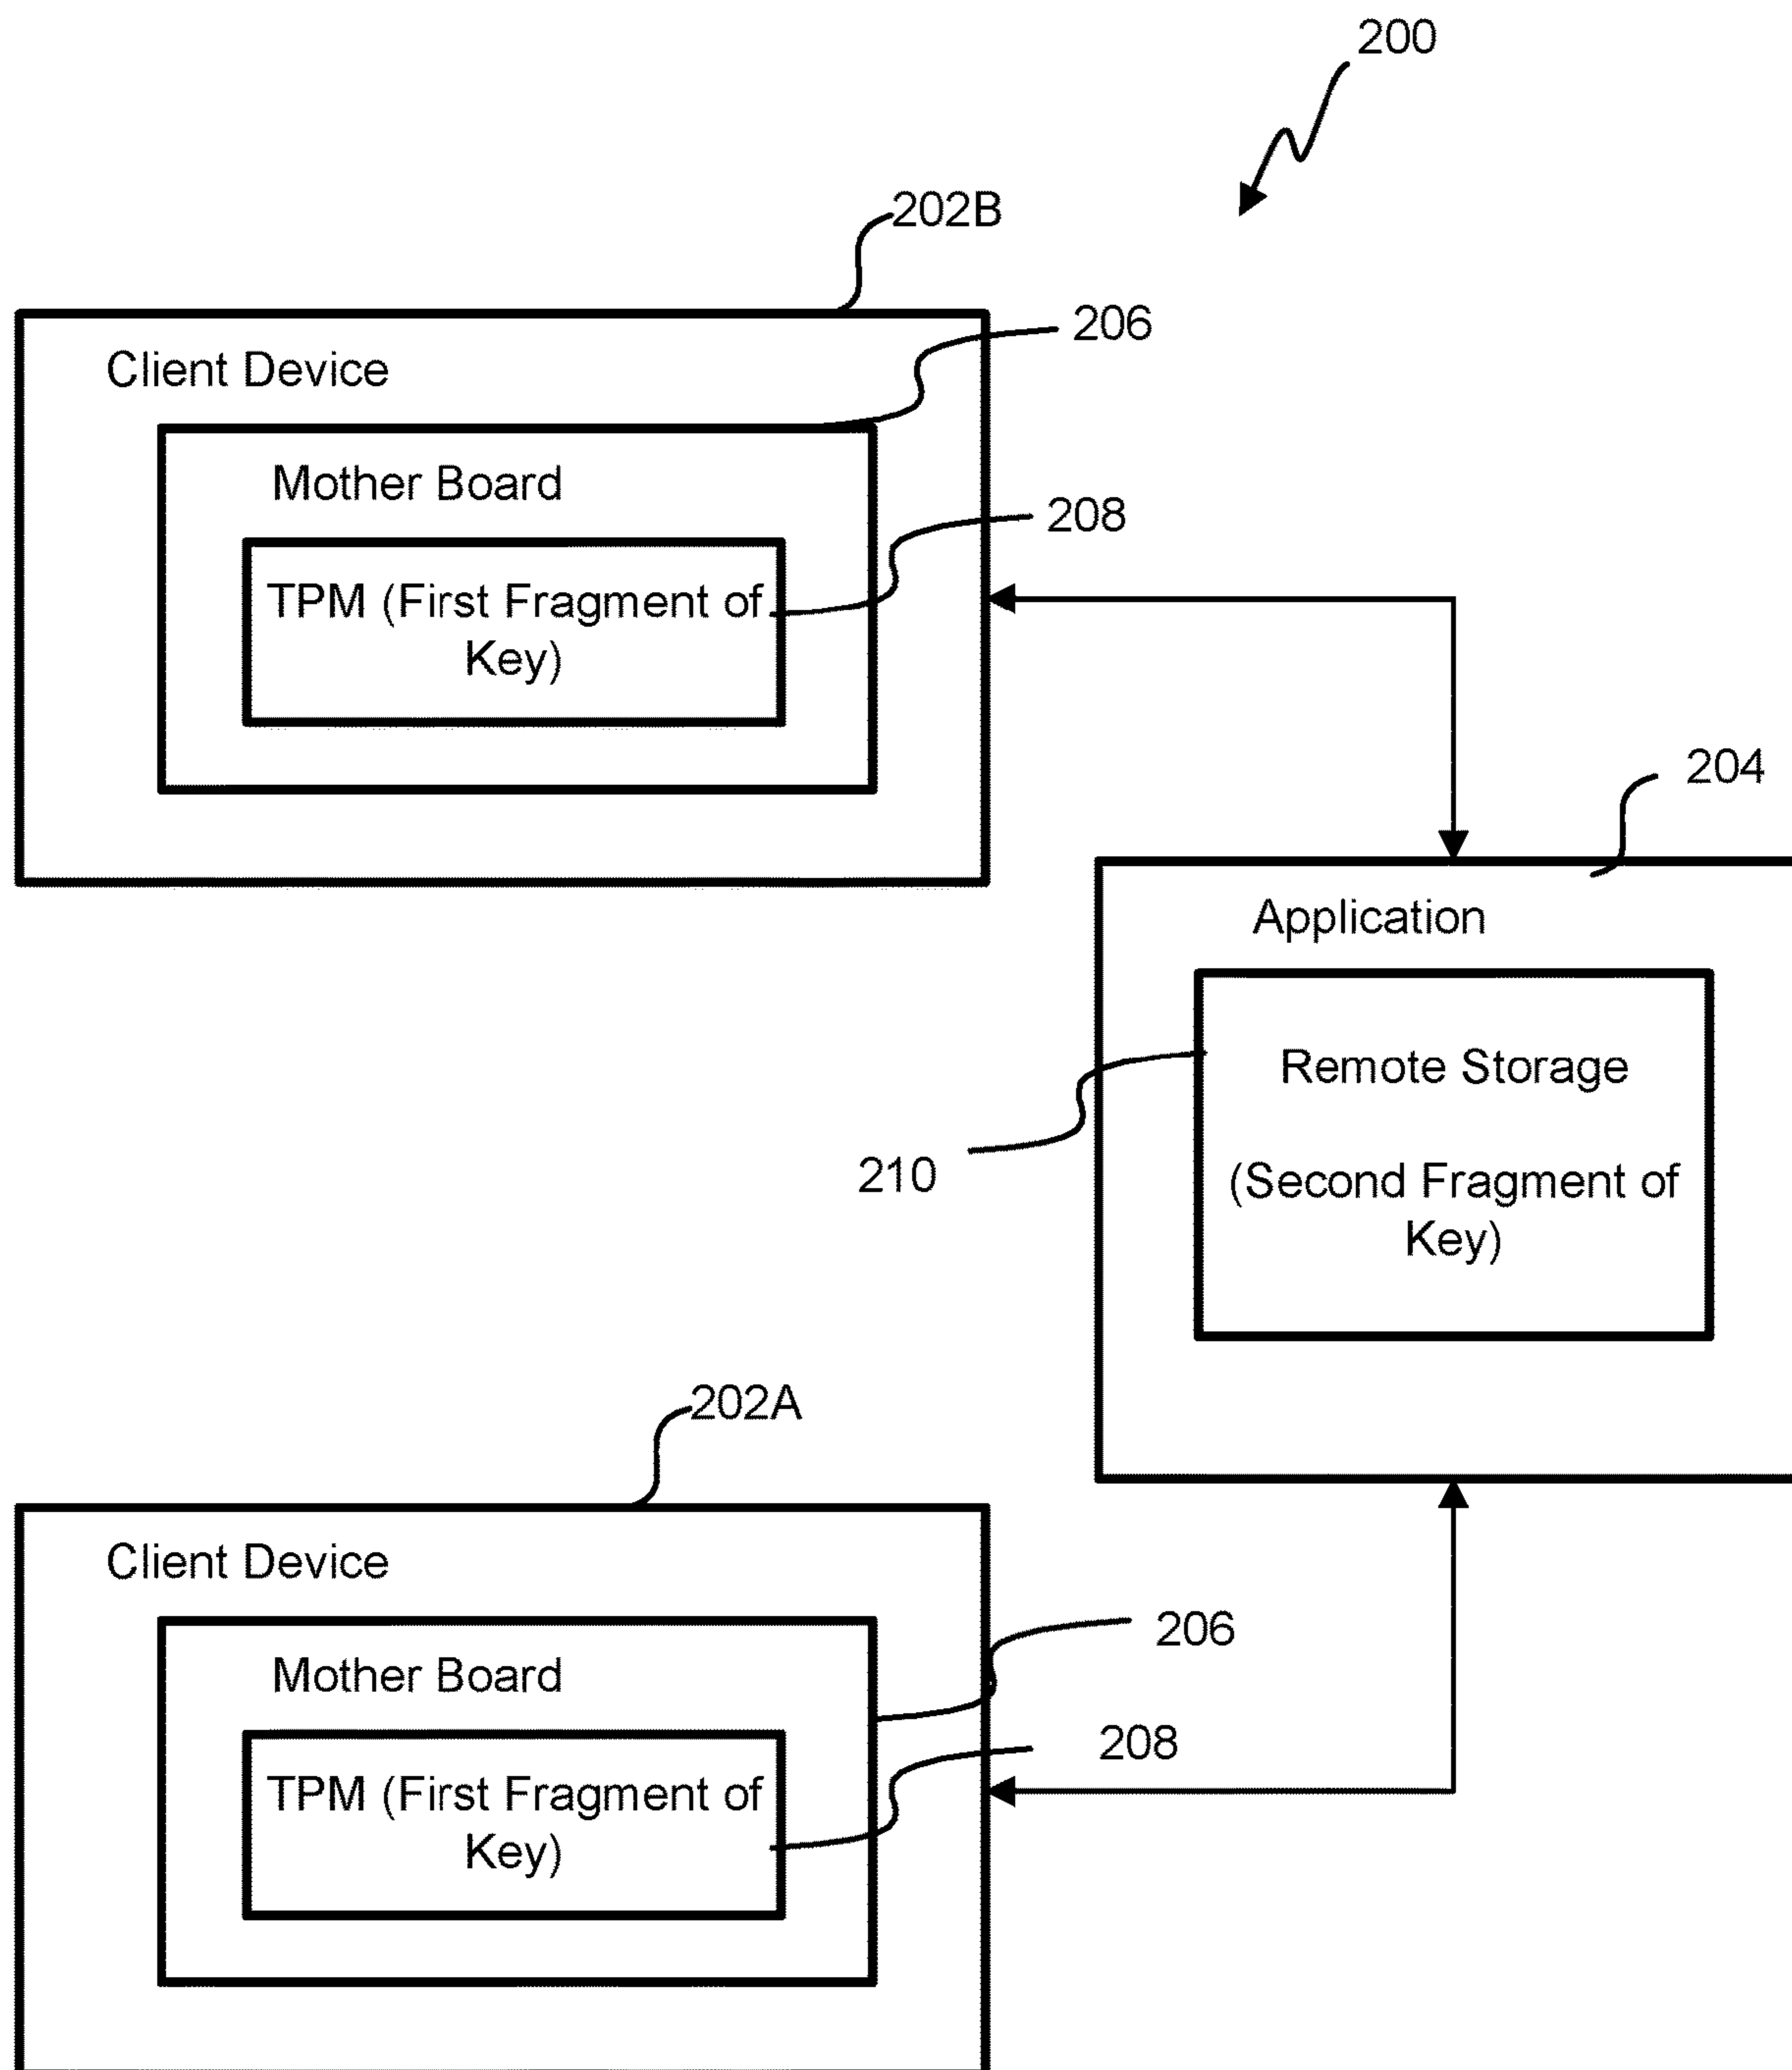 200
202B
206
Client Device
Mother Board
208
TPM (First Fragment of
Key)
204
Application
Remote Storage
210
(Second Fragment of
Key)
202A
Client Device
206
Mother Board
208
TPM (First Fragment of
Key)